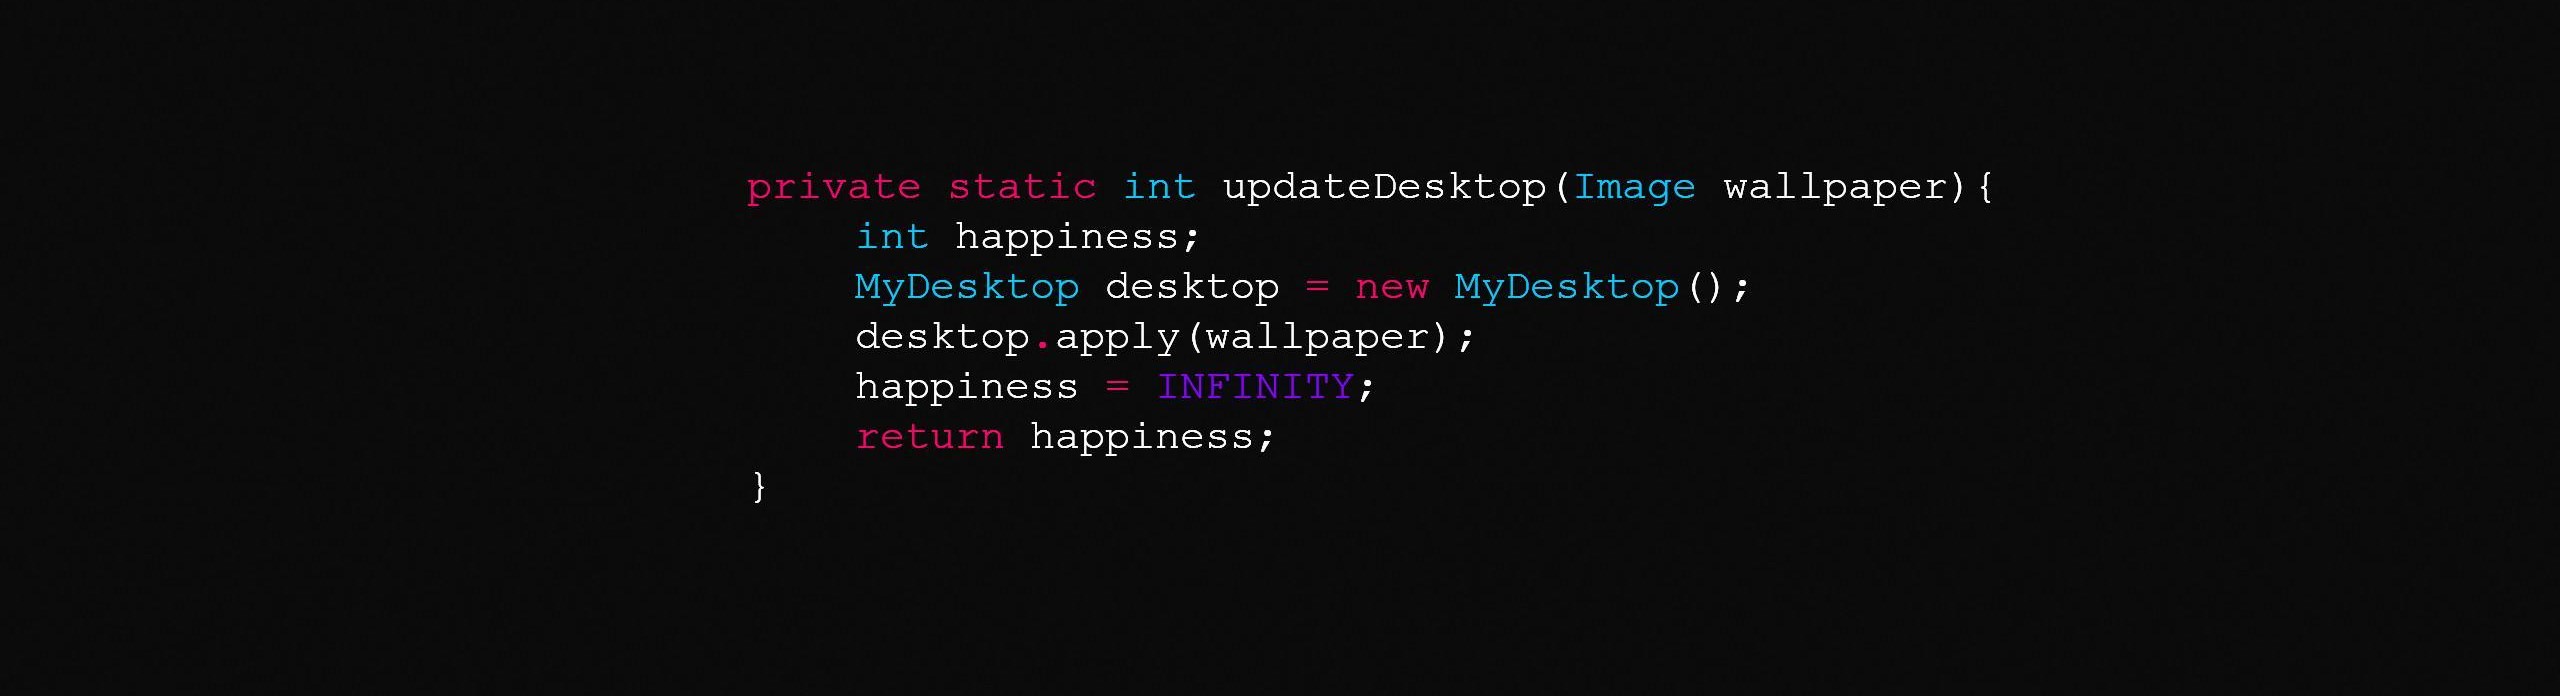 private static int updateDesktop(Image wallpaper){
int happiness;
MyDesktop desktop = new MyDesktop();
desktop.apply(wallpaper);
happiness = INFINITY;
return happiness;
}